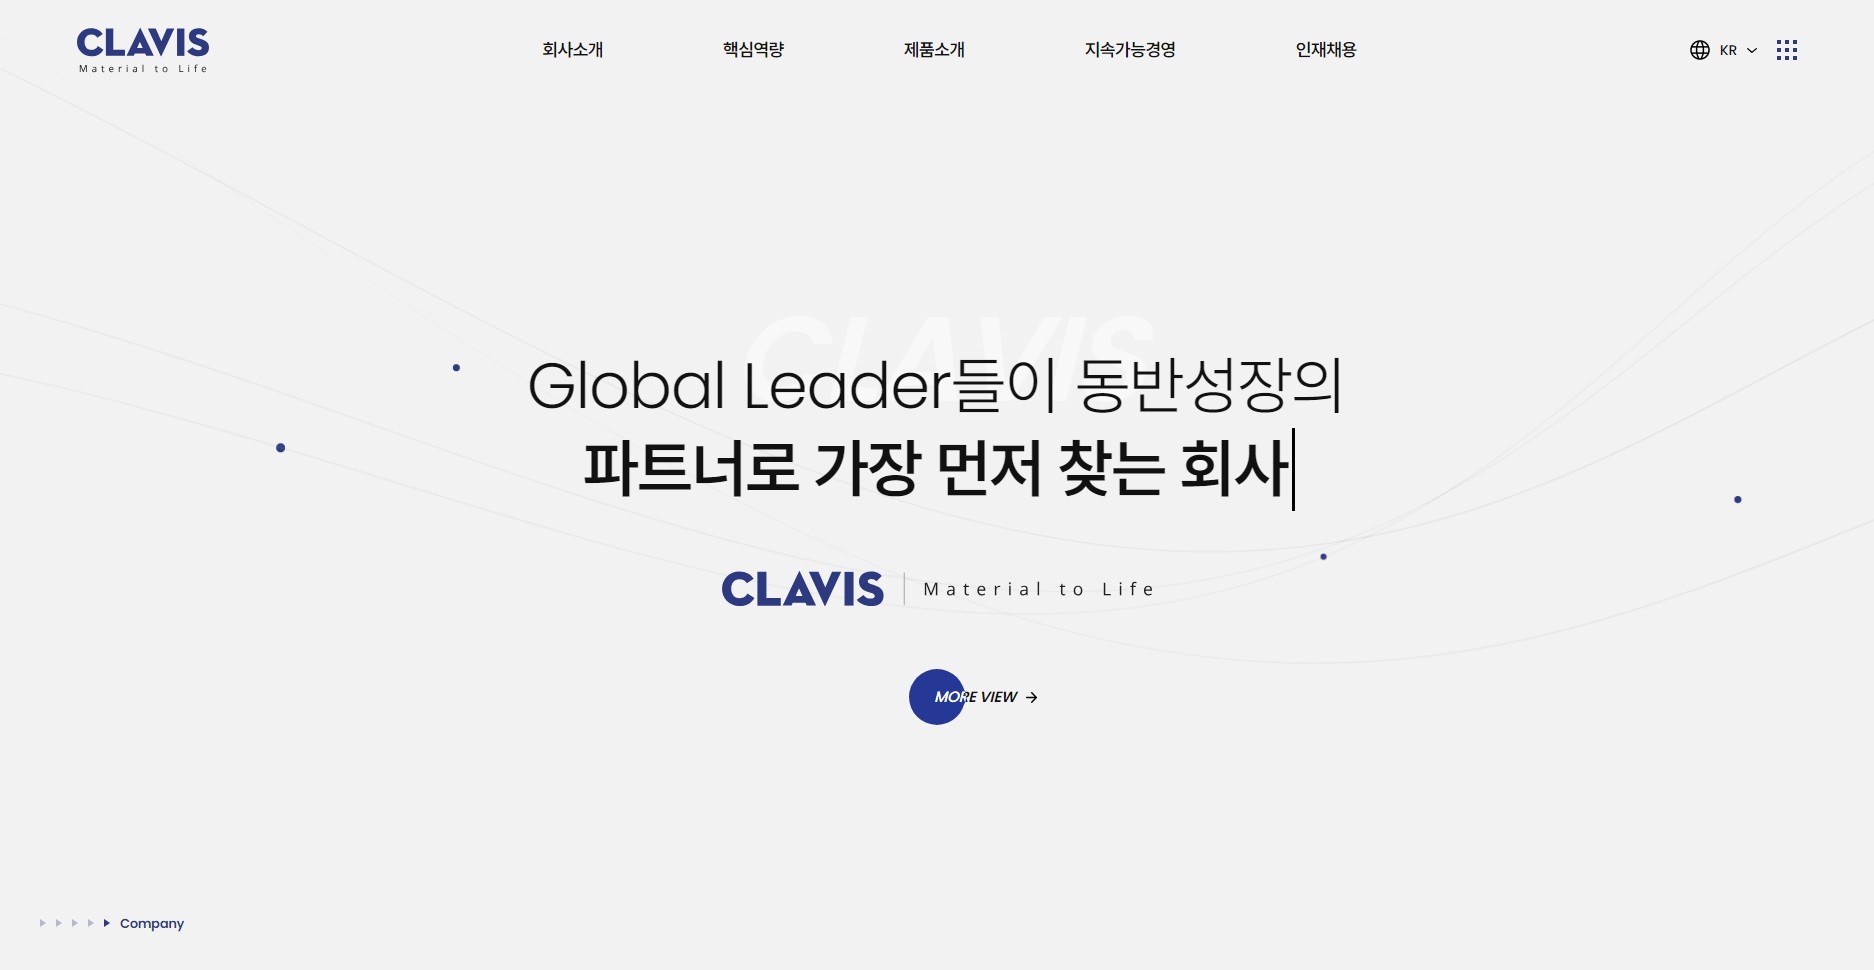 CLAVIS
Material to Life
회사소개
핵심역량
제품소개
지속가능경영
인재채용
KR
CLAVIS
Global Leader들이 동반성장의
파트너로 가장 먼저 찾는 회사
CLAVIS
Material to Life
MORE VIEW →
Company